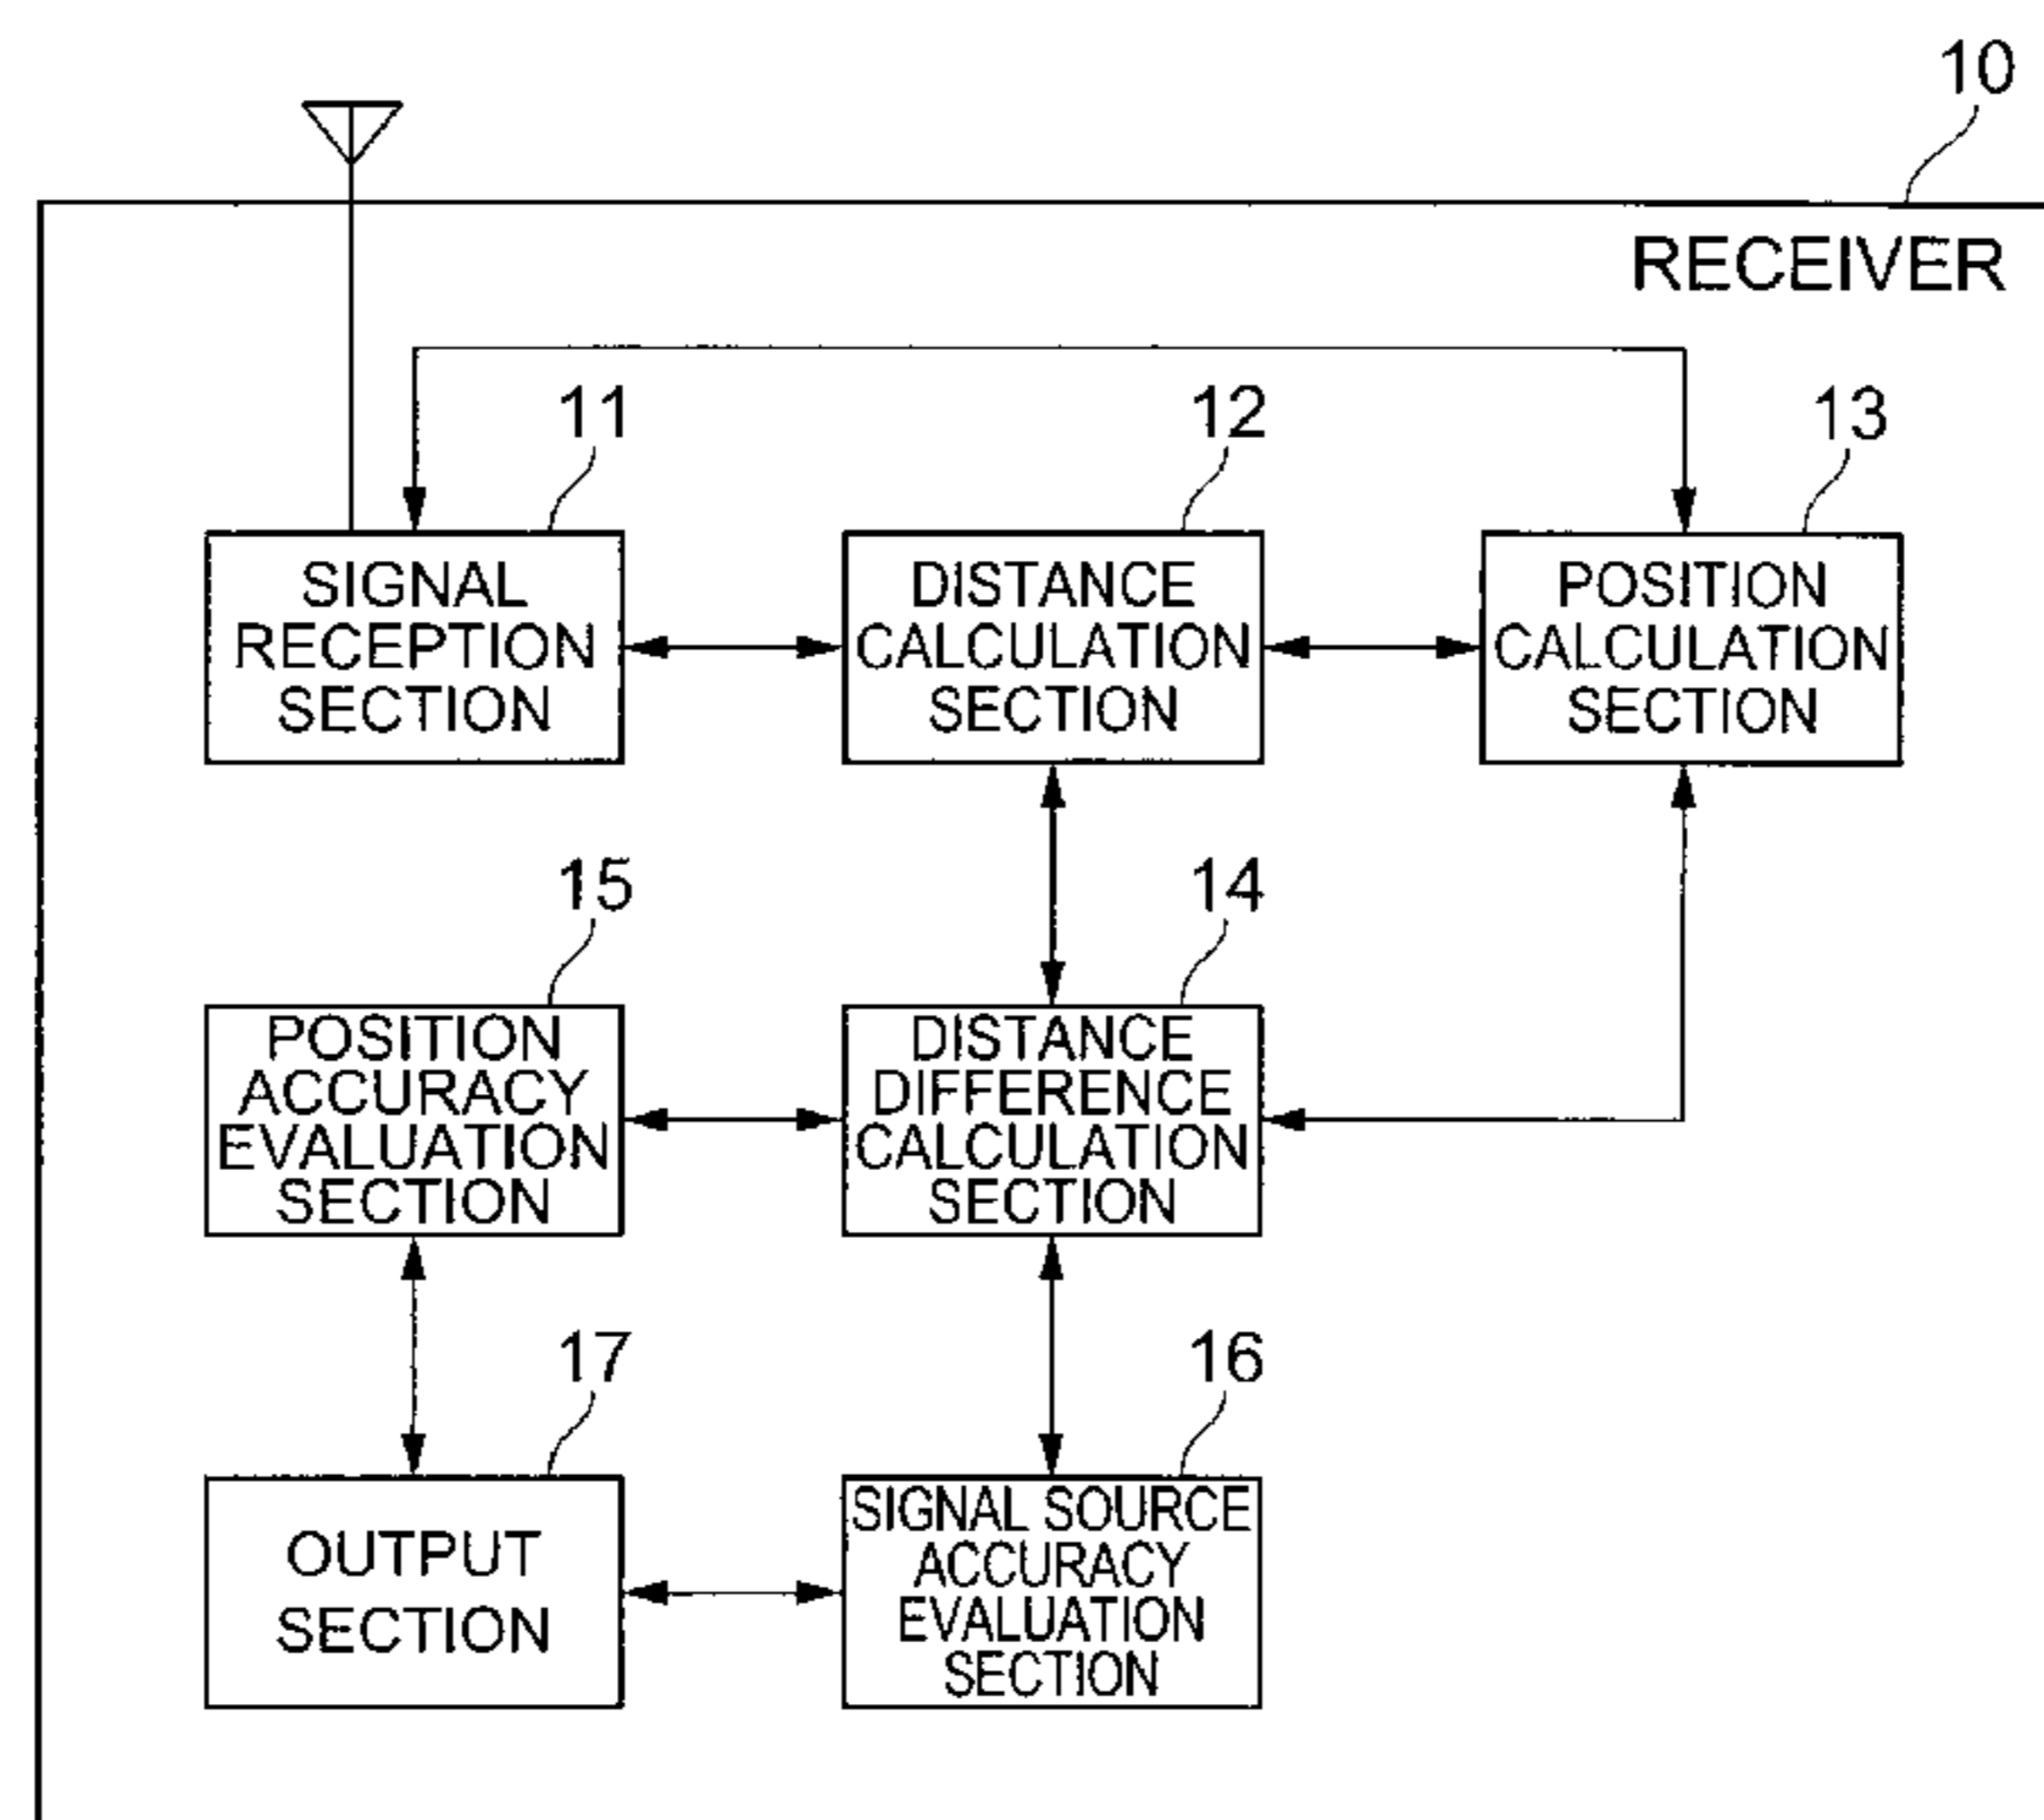 10
RECEIVER
11
12
13
SIGNAL
RECEPTION
SECTION
DISTANCE
CALCULATION
SECTION
POSITION
CALCULATION
SECTION
15
14
POSITION
ACCURACY
EVALUATION
SECTION
DISTANCE
DIFFERENCE
CALCULATION
SECTION
17
16
OUTPUT
SECTION
SIGNAL SOURCE
ACCURACY
EVALUATION
SECTION